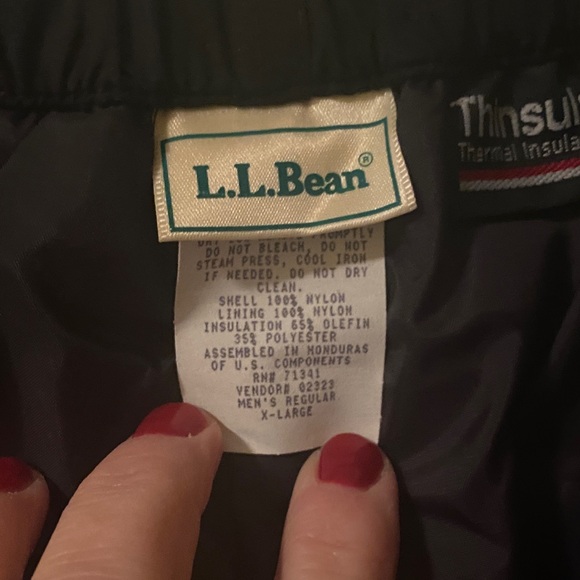 L.L.Bean®
Thinsul
Thermal Insula
PROMPTLY
DO NOT BLEACH, DO NOT
STEAM PRESS, COOL IRON
IF NEEDED. DO NOT DRY
CLEAN.
SHELL 100% NYLON
LINING 100% NYLON
INSULATION 65% OLEFIN
35% POLYESTER
ASSEMBLED IN HONDURAS
OF U.S. COMPONENTS
RN# 71341
VENDOR# 02323
MEN'S REGULAR
X-LARGE